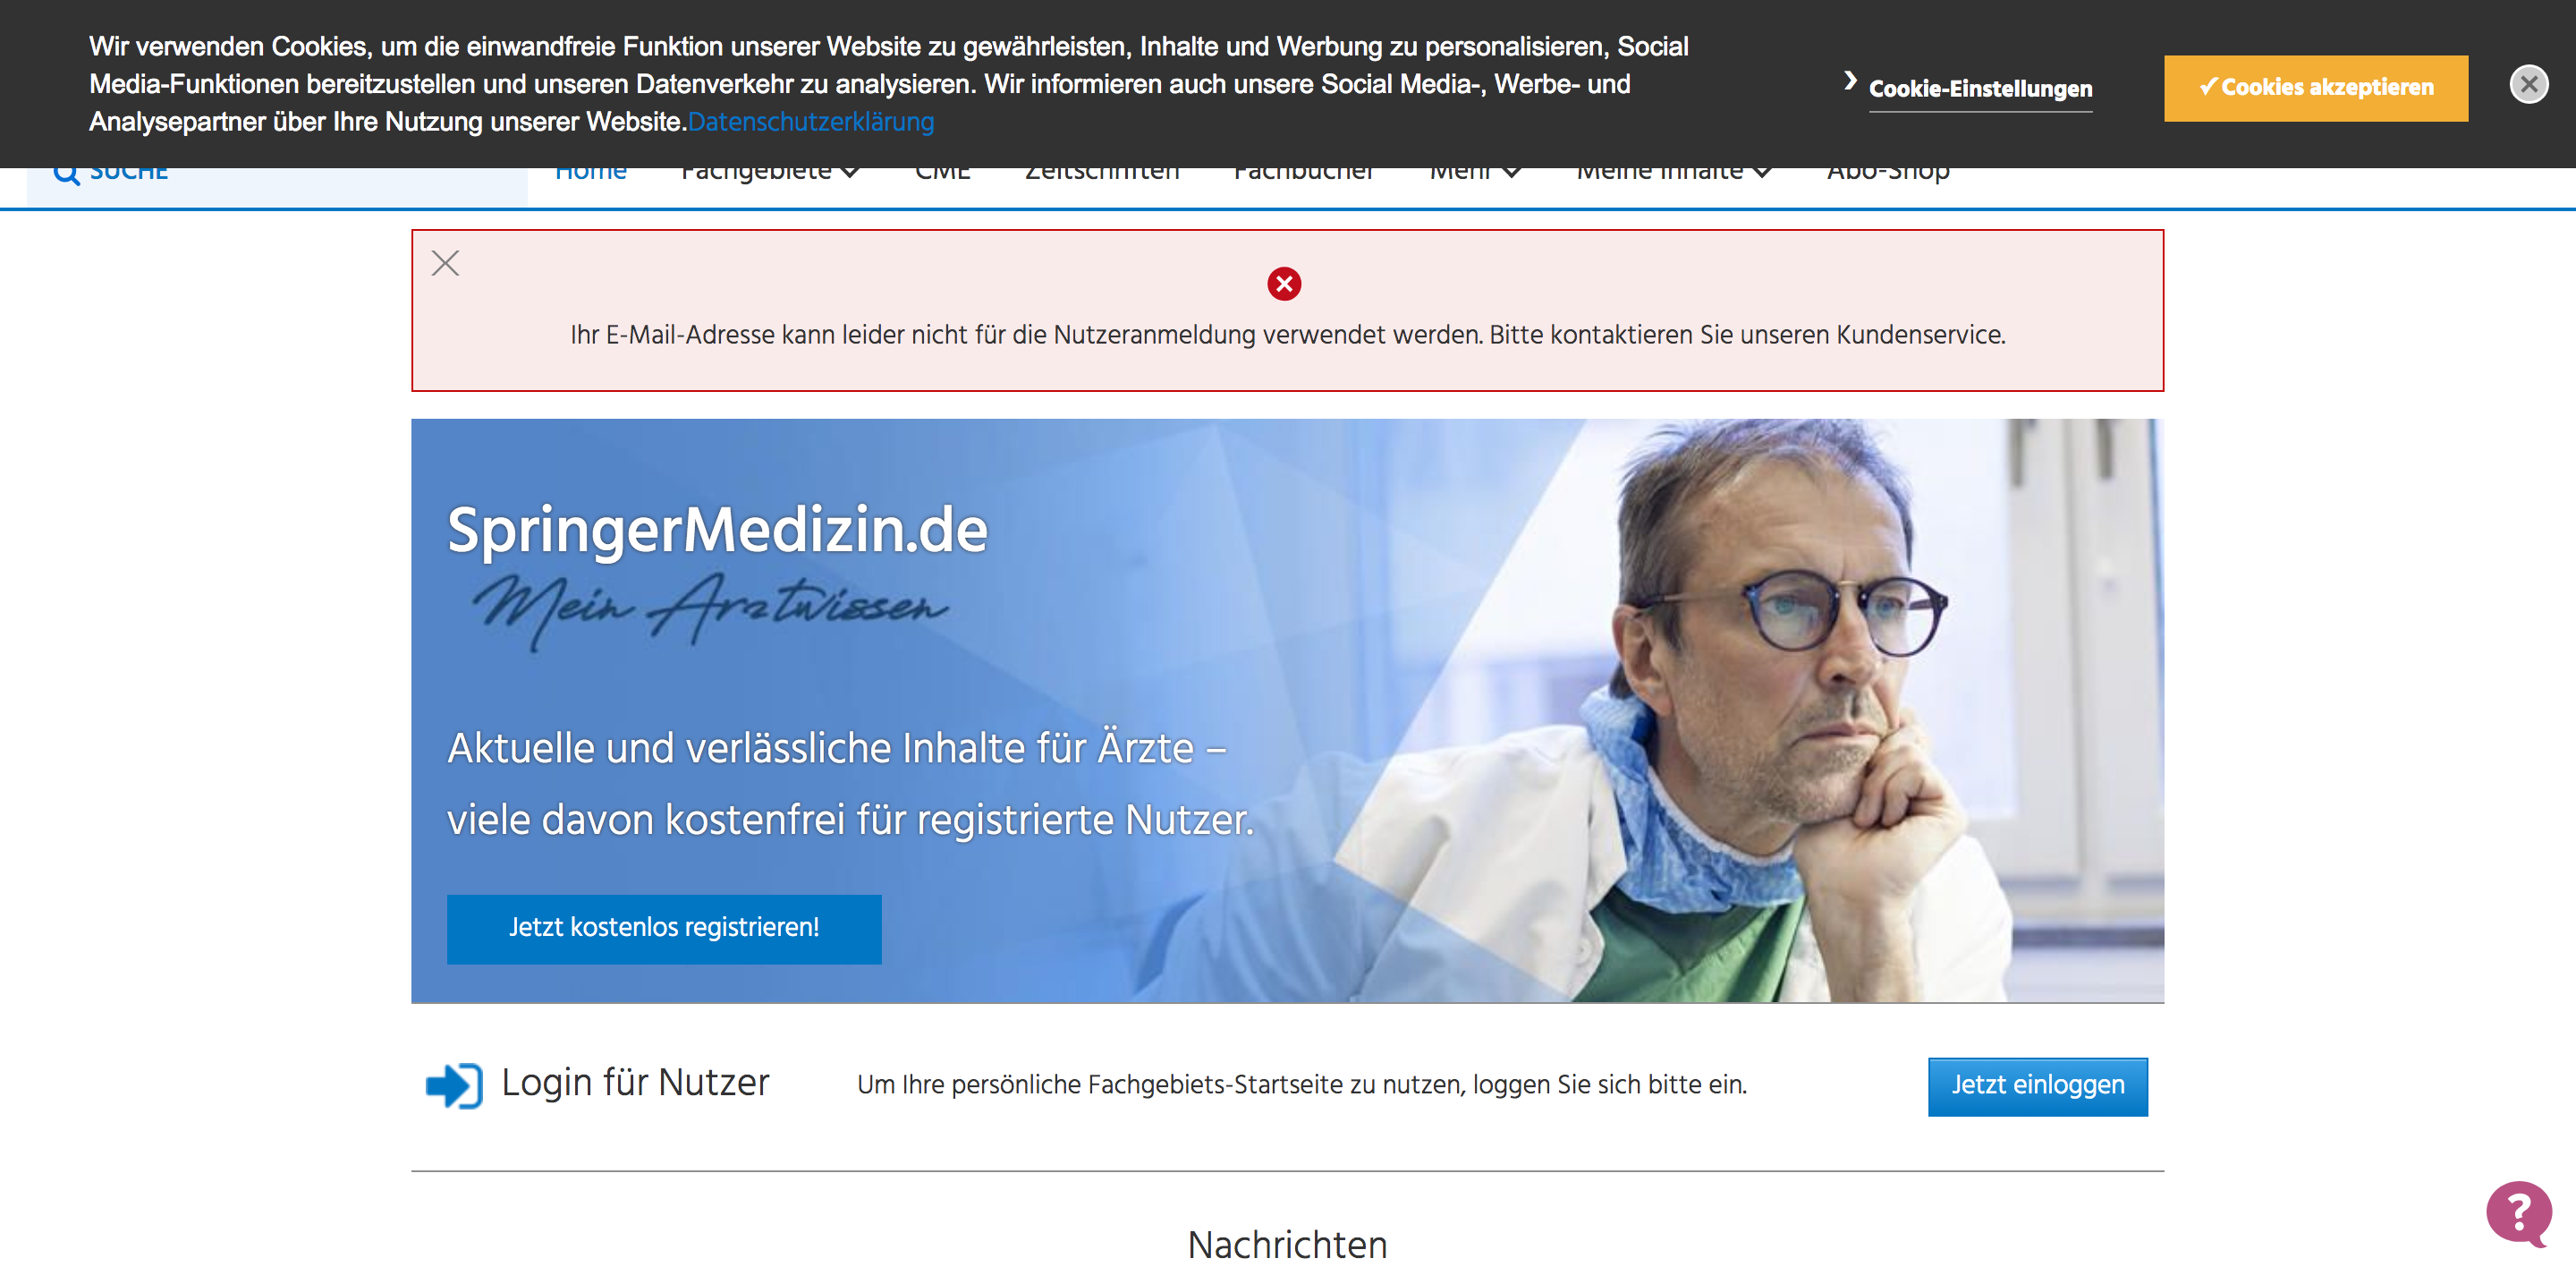 Wir verwenden Cookies, um die einwandfreie Funktion unserer Website zu gewährleisten, Inhalte und Werbung zu personalisieren, Social
Media-Funktionen bereitzustellen und unseren Datenverkehr zu analysieren. Wir informieren auch unsere Social Media-, Werbe- und
Analysepartner über Ihre Nutzung unserer Website.Datenschutzerklärung
Cookie-Einstellungen
✓Cookies akzeptieren
SUCHE
Home Fachgebiete CME Zeitschriften Fachbücher Mehr Meine Inhalte Abo-Shop
Ihr E-Mail-Adresse kann leider nicht für die Nutzeranmeldung verwendet werden. Bitte kontaktieren Sie unseren Kundenservice.
SpringerMedizin.de
Mein Arztwissen
Aktuelle und verlässliche Inhalte für Ärzte –
viele davon kostenfrei für registrierte Nutzer.
Jetzt kostenlos registrieren!
Login für Nutzer
Um Ihre persönliche Fachgebiets-Startseite zu nutzen, loggen Sie sich bitte ein.
Jetzt einloggen
?
Nachrichten